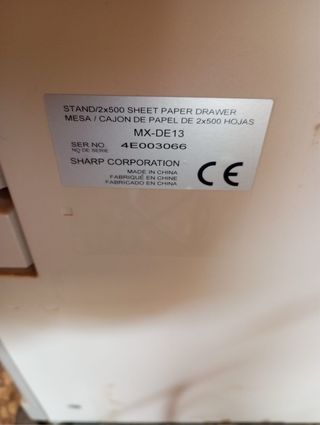 STAND/2x500 SHEET PAPER DRAWER
MESA / CAJON DE PAPEL DE 2x500 HOJAS
MX-DE13
SER NO. 4E003066
NO DE SERIE
SHARP CORPORATION
MADE IN CHINA
FABRIQUÉ EN CHINE
FABRICADO EN CHINA
CE